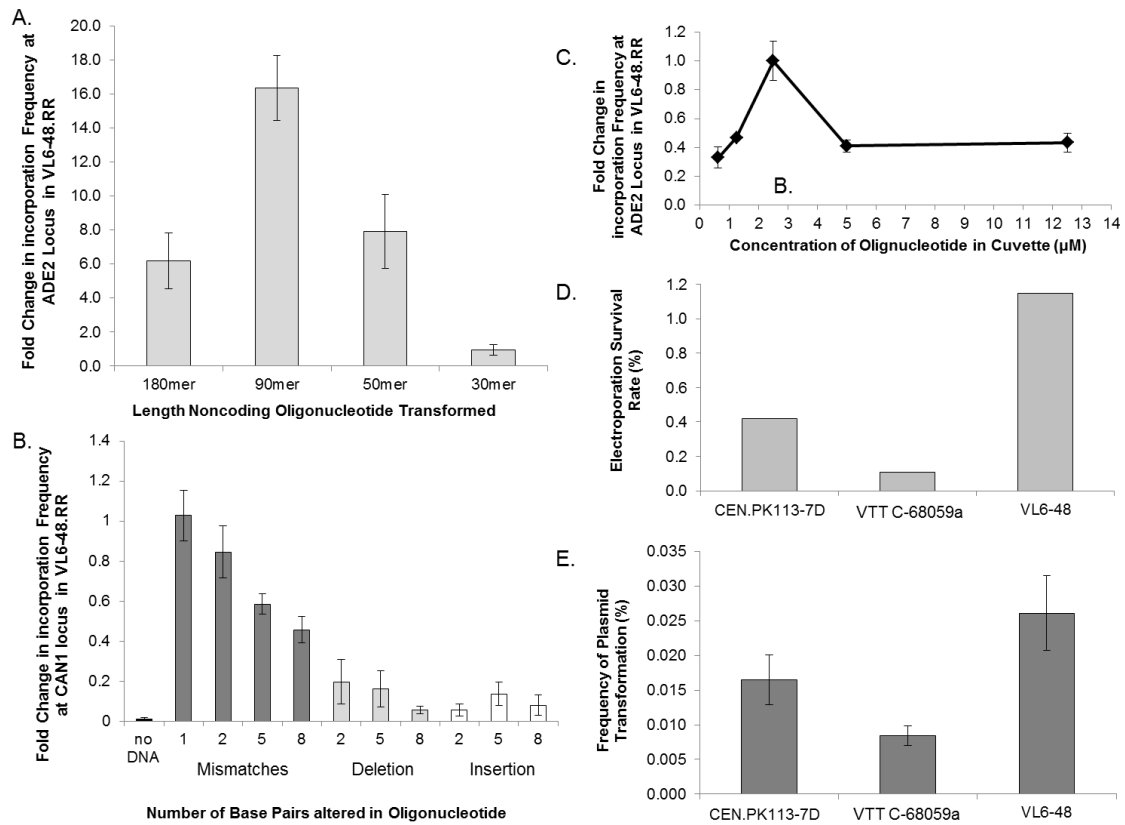 A.
Fold Change in incorporation Frequency at
ADE2 Locus in VL6-48.RR
20.0
18.0
16.0
14.0
12.0
10.0
8.0
6.0
4.0
2.0
0.0
180mer 90mer 50mer 30mer
Length Noncoding Oligonucleotide Transformed
B.
Fold Change in incorporation Frequency
at CAN1 locus in VL6-48.RR
1.4
1.2
1
0.8
0.6
0.4
0.2
0
no DNA 1 2 5 8 2 5 8 2 5 8
Mismatches Deletion Insertion
Number of Base Pairs altered in Oligonucleotide
C.
Fold Change in
incorporation Frequency at
ADE2 Locus in VL6-48.RR
1.2
1.0
0.8
0.6
0.4
0.2
0.0
B.
0 1 2 3 4 5 6 7 8 9 10 11 12 13 14
Concentration of Olignucleotide in Cuvette (µM)
D.
Electroporation Survival
Rate (%)
1.2
1.0
0.8
0.6
0.4
0.2
0.0
CEN.PK113-7D VTT C-68059a VL6-48
E.
Frequency of Plasmid
Transformation (%)
0.035
0.030
0.025
0.020
0.015
0.010
0.005
0.000
CEN.PK113-7D VTT C-68059a VL6-48